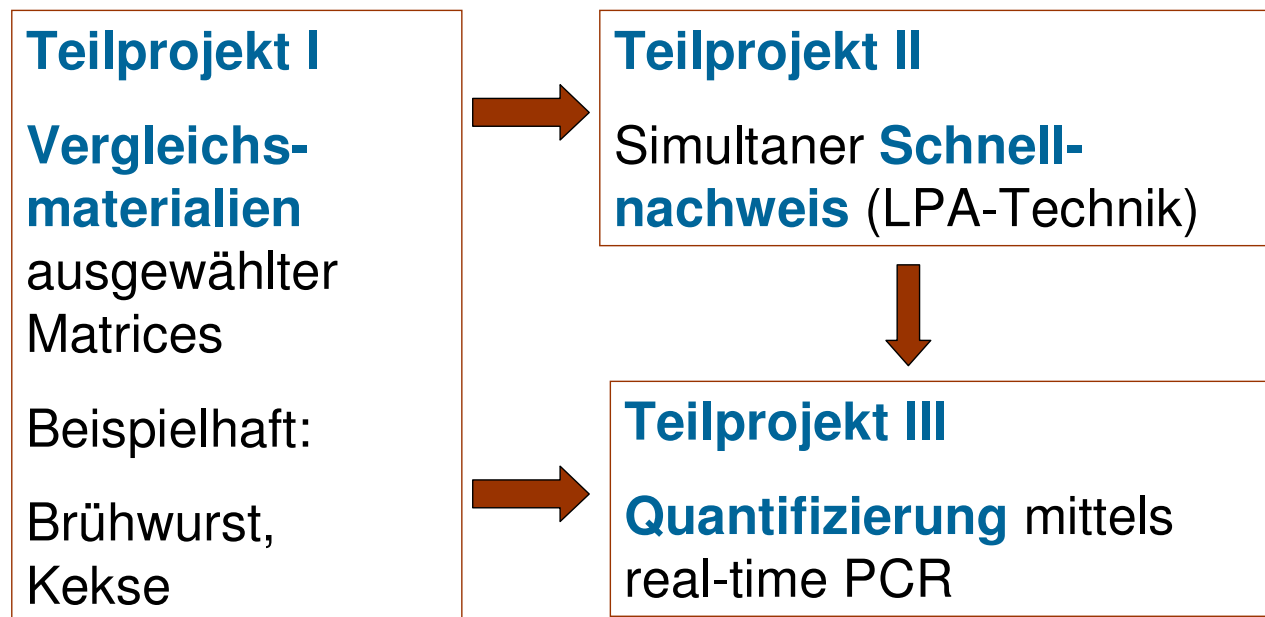 Teilprojekt I
Vergleichs-
materialien
ausgewählter
Matrices
Beispielhaft:
Brühwurst,
Kekse
Teilprojekt II
Simultaner Schnell-
nachweis (LPA-Technik)
Teilprojekt III
Quantifizierung mittels
real-time PCR